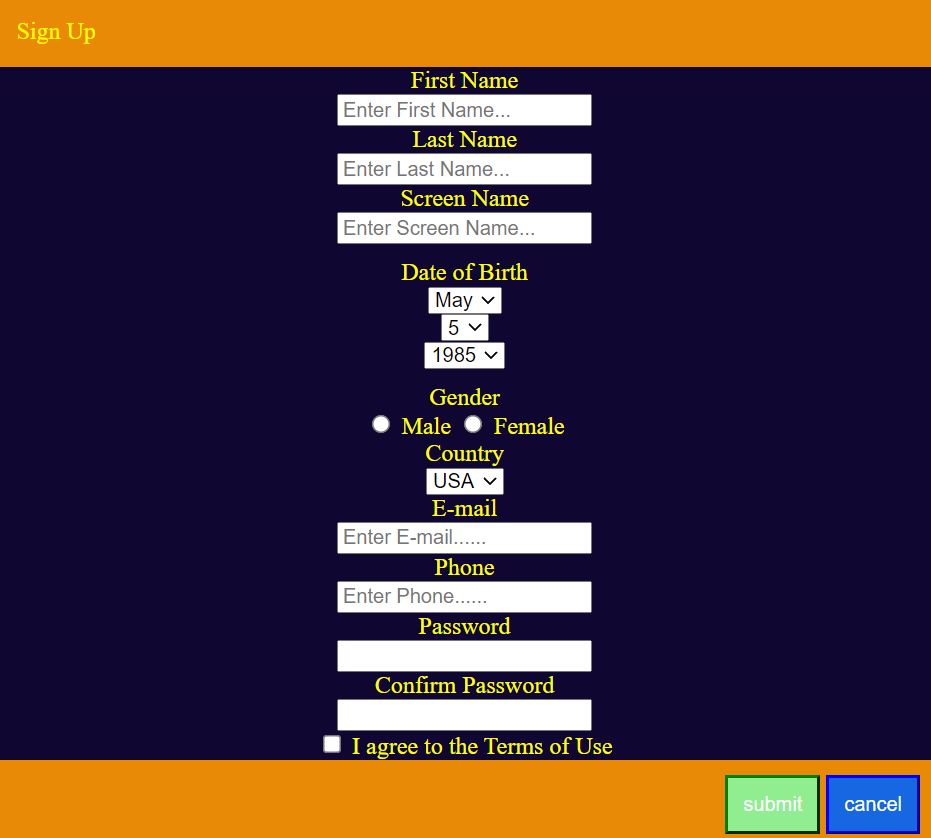 Sign Up
First Name
Enter First Name...
Last Name
Enter Last Name...
Screen Name
Enter Screen Name...
Date of Birth
May
5
1985
Gender
Male Female
Country
USA
E-mail
Enter E-mail......
Phone
Enter Phone......
Password
Confirm Password
I agree to the Terms of Use
submit cancel